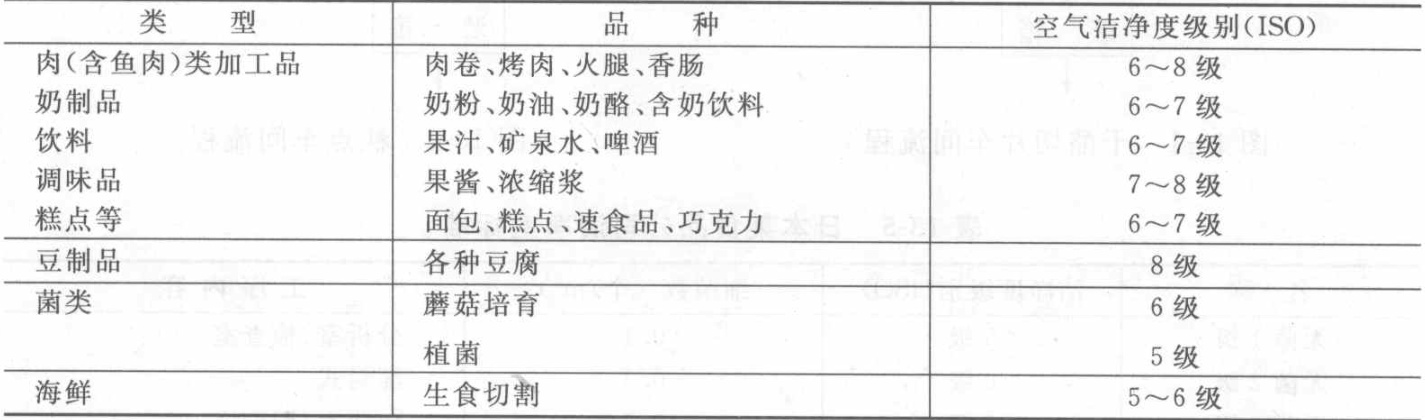 类 型 品 种 空气洁净度级别(ISO)
肉(含鱼肉)类加工品 肉卷、烤肉、火腿、香肠 6～8 级
奶制品 奶粉、奶油、奶酪、含奶饮料 6～7 级
饮料 果汁、矿泉水、啤酒 6～7 级
调味品 果酱、浓缩浆 7～8 级
糕点等 面包、糕点、速食品、巧克力 6～7 级
豆制品 各种豆腐 8 级
菌类 蘑菇培育 6 级
植菌 5 级
海鲜 生食切割 5～6 级